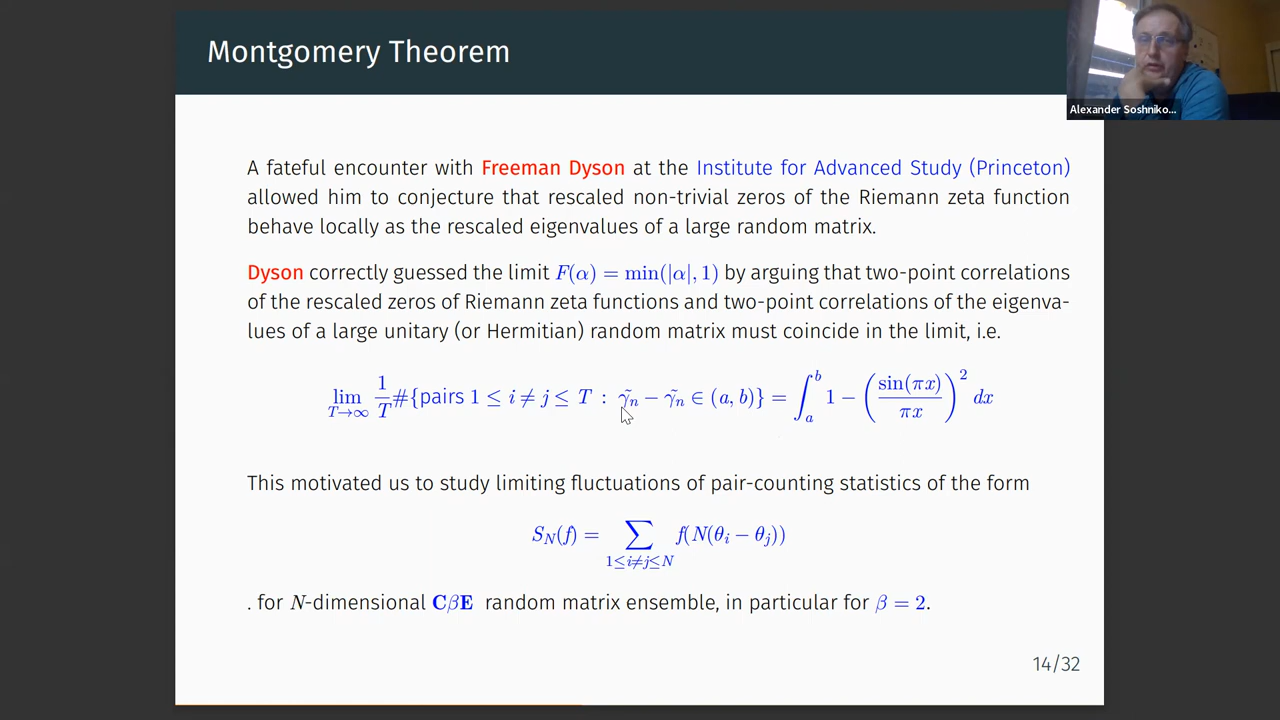 Montgomery Theorem
Alexander Soshniko...
A fateful encounter with Freeman Dyson at the Institute for Advanced Study (Princeton)
allowed him to conjecture that rescaled non-trivial zeros of the Riemann zeta function
behave locally as the rescaled eigenvalues of a large random matrix.
Dyson correctly guessed the limit F(α) = min(|α|, 1) by arguing that two-point correlations
of the rescaled zeros of Riemann zeta functions and two-point correlations of the eigenva-
lues of a large unitary (or Hermitian) random matrix must coincide in the limit, i.e.
lim_{T→∞} 1/T #{pairs 1 ≤ i ≠ j ≤ T : γ̃_n − γ̃_n ∈ (a, b)} = ∫_a^b 1 − (sin(πx)/πx)^2 dx
This motivated us to study limiting fluctuations of pair-counting statistics of the form
S_N(f) = ∑_{1≤i≠j≤N} f(N(θ_i − θ_j))
. for N-dimensional CβE random matrix ensemble, in particular for β = 2.
14/32